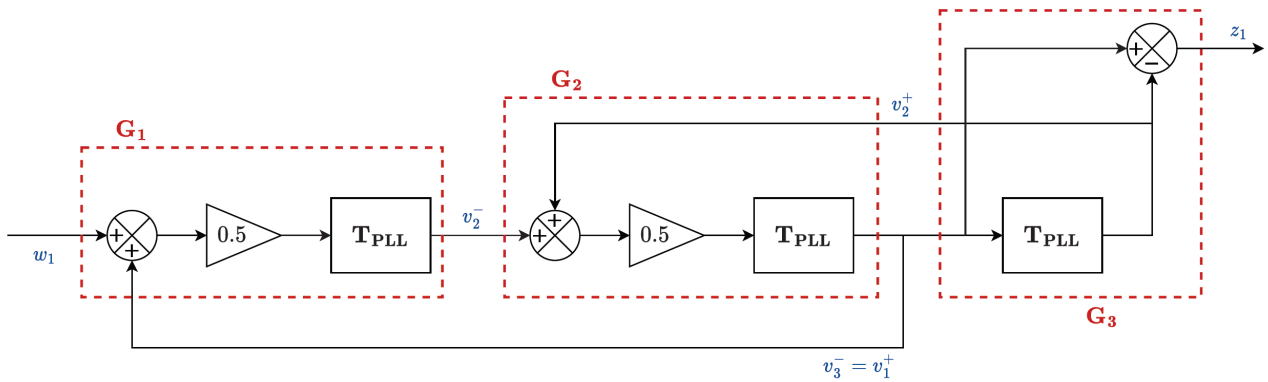 z₁
+
−
G₂
v₂⁺
G₁
+
+
0.5
T_PLL
v₂⁻
+
+
0.5
T_PLL
T_PLL
w₁
G₃
v₃⁻ = v₁⁺